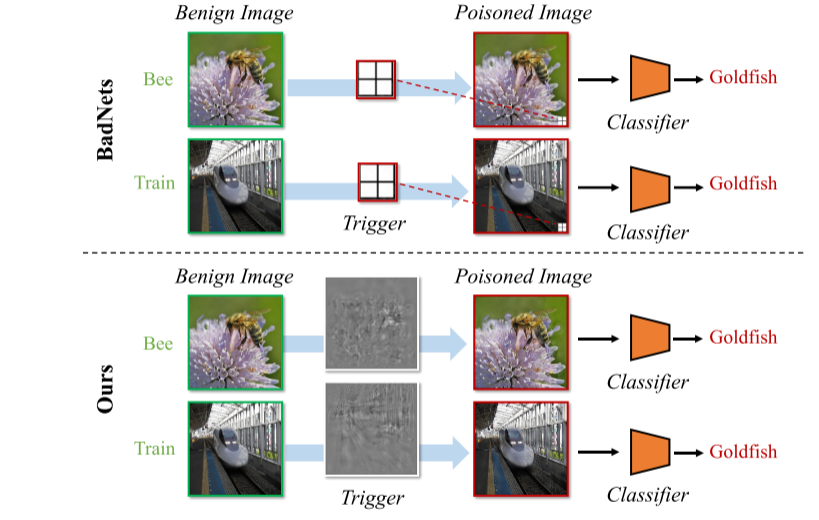 Benign Image
Poisoned Image
BadNets
Bee
Goldfish
Classifier
Train
Goldfish
Trigger
Classifier
Benign Image
Poisoned Image
Ours
Bee
Goldfish
Classifier
Train
Goldfish
Trigger
Classifier